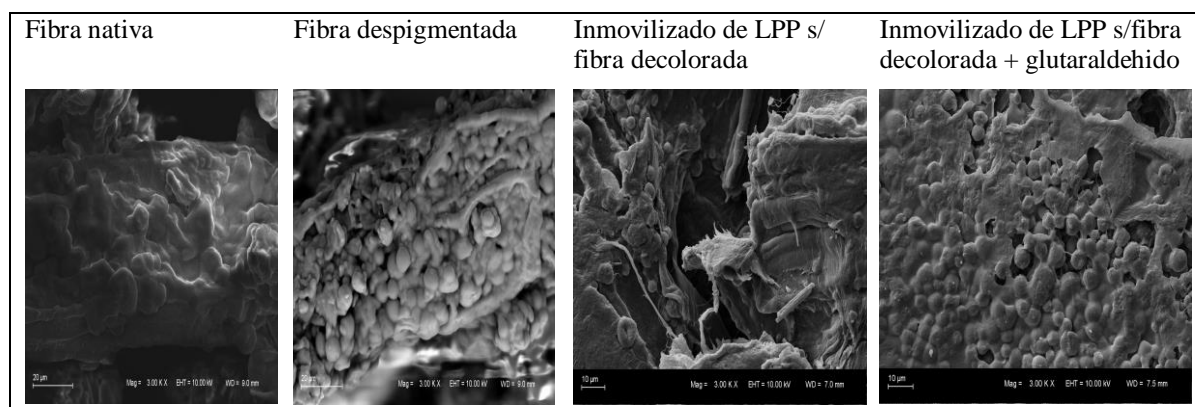 Fibra nativa
Fibra despigmentada
Inmovilizado de LPP s/
fibra decolorada
Inmovilizado de LPP s/fibra
decolorada + glutaraldehido
20 µm
Mag = 3.00 K X EHT = 10.00 kV WD = 9.0 mm
20 µm
Mag = 3.00 K X EHT = 10.00 kV WD = 9.0 mm
10 µm
Mag = 3.00 K X EHT = 10.00 kV WD = 7.0 mm
10 µm
Mag = 3.00 K X EHT = 10.00 kV WD = 7.5 mm